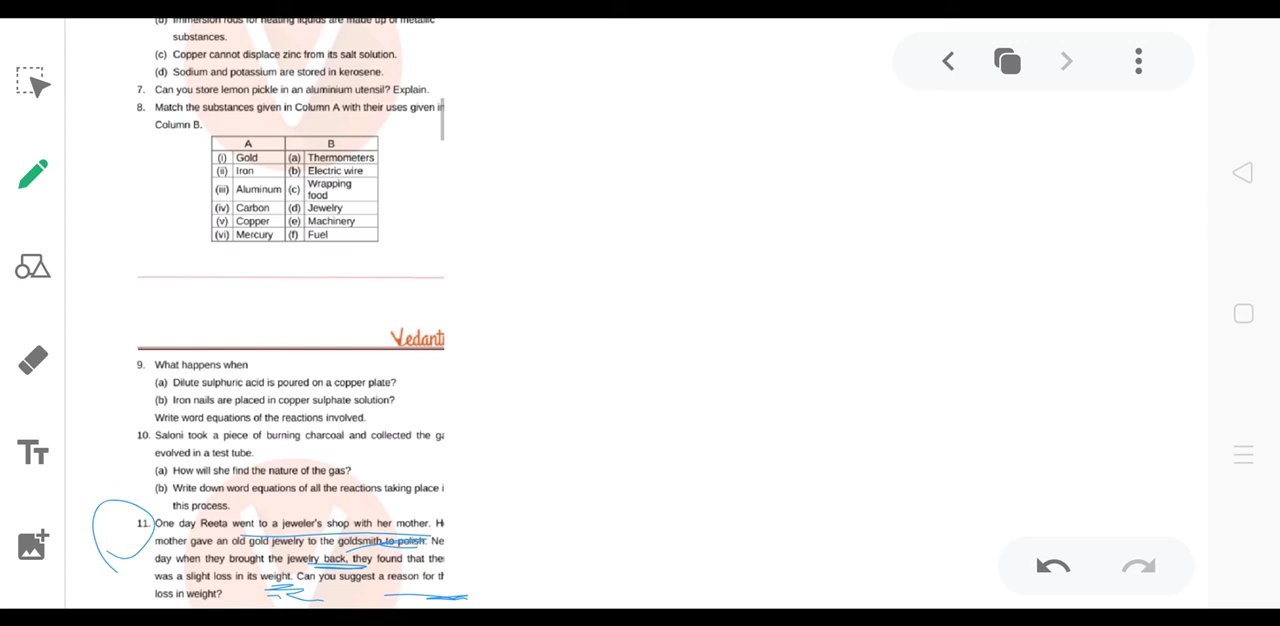 substances.
(c) Copper cannot displace zinc from its salt solution.
(d) Sodium and potassium are stored in kerosene.
7. Can you store lemon pickle in an aluminium utensil? Explain.
8. Match the substances given in Column A with their uses given i
Column B.
A B
(i) Gold (a) Thermometers
(ii) Iron (b) Electric wire
(iii) Aluminum (c) Wrapping food
(iv) Carbon (d) Jewelry
(v) Copper (e) Machinery
(vi) Mercury (f) Fuel
Vedant
9. What happens when
(a) Dilute sulphuric acid is poured on a copper plate?
(b) Iron nails are placed in copper sulphate solution?
Write word equations of the reactions involved.
10. Saloni took a piece of burning charcoal and collected the ga
evolved in a test tube.
(a) How will she find the nature of the gas?
(b) Write down word equations of all the reactions taking place i
this process.
11. One day Reeta went to a jeweler's shop with her mother. H
mother gave an old gold jewelry to the goldsmith to polish. Ne
day when they brought the jewelry back, they found that the
was a slight loss in its weight. Can you suggest a reason for th
loss in weight?
TT